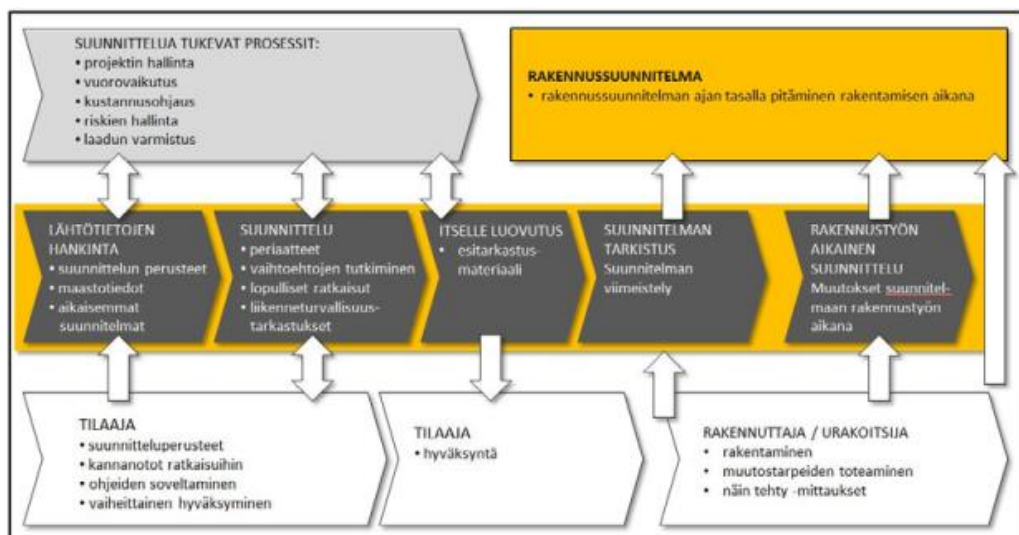 SUUNNITTELUA TUKEVAT PROSESSIT:
• projektin hallinta
• vuorovaikutus
• kustannusohjaus
• riskien hallinta
• laadun varmistus
RAKENNUSSUUNNITELMA
• rakennussuunnitelman ajan tasalla pitäminen rakentamisen aikana
LÄHTÖTIETOJEN
HANKINTA
• suunnittelun perusteet
• maastotiedot
• aikaisemmat
suunnitelmat
SUUNNITTELU
• periaatteet
• vaihtoehtojen tutkiminen
• lopulliset ratkaisut
• liikenneturvallisuus-
tarkastukset
ITSELLE LUOVUTUS
• esitarkastus-
materiaali
SUUNNITELMAN
TARKISTUS
Suunnitelman
viimeistely
RAKENNUSTYÖN
AIKAINEN
SUUNNITTELU
Muutokset suunnitel-
maan rakennustyön
aikana
TILAAJA
• suunnitteluperusteet
• kannanotot ratkaisuihin
• ohjeiden soveltaminen
• vaiheittainen hyväksyminen
TILAAJA
• hyväksyntä
RAKENNUTTAJA / URAKOITSIJA
• rakentaminen
• muutostarpeiden toteaminen
• näin tehty -mittaukset